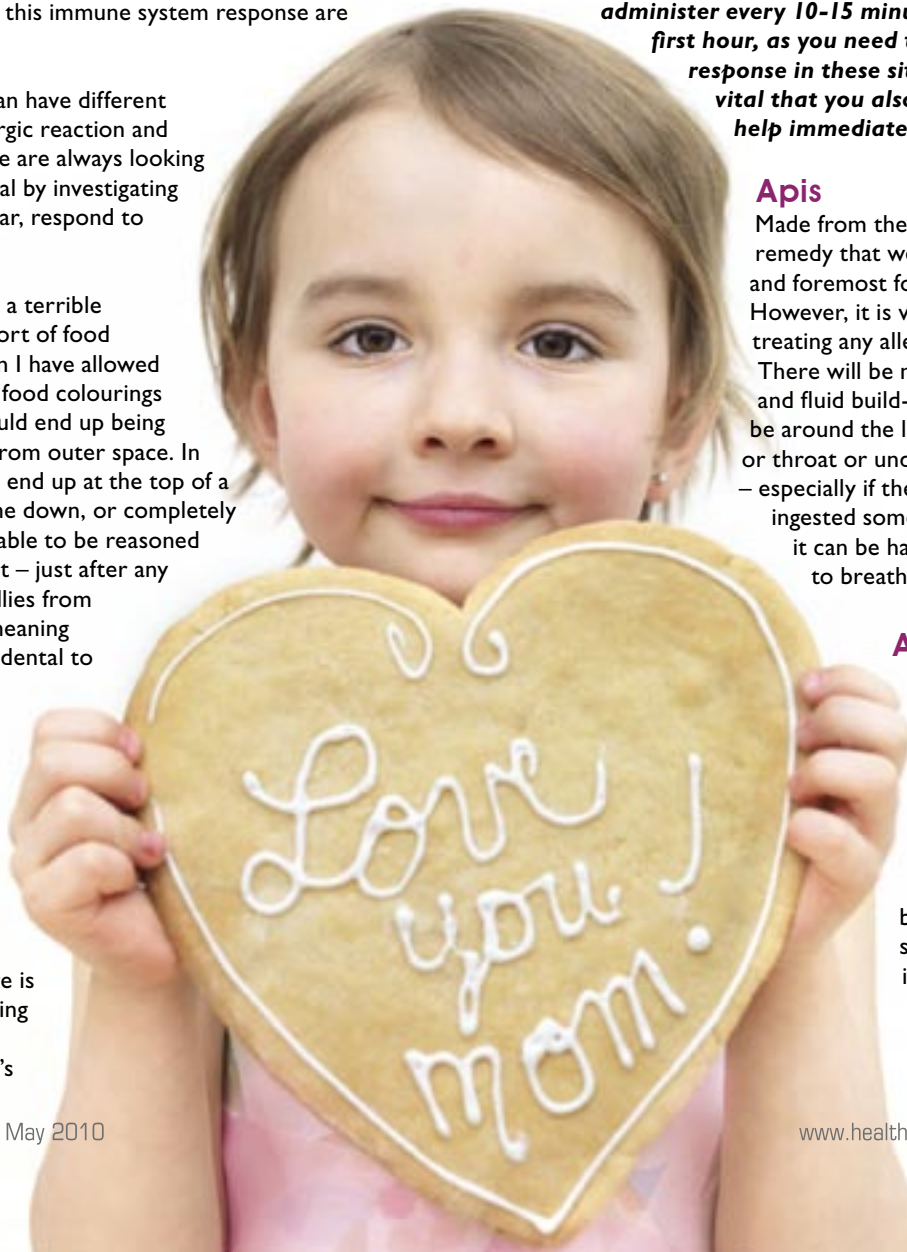 this immune system response are
an have different
rgic reaction and
e are always looking
al by investigating
ar, respond to
a terrible
ort of food
n I have allowed
food colourings
uld end up being
rom outer space. In
end up at the top of a
ne down, or completely
able to be reasoned
t – just after any
llies from
neaning
dental to
e is
ing
's
May 2010
Love
you!
mom
administer every 10-15 minu
first hour, as you need t
response in these sit
vital that you also
help immediate
Apis
Made from the
remedy that w
and foremost fo
However, it is v
treating any alle
There will be r
and fluid build-
be around the l
or throat or und
– especially if the
ingested som
it can be ha
to breath
A
b
s
i
www.health